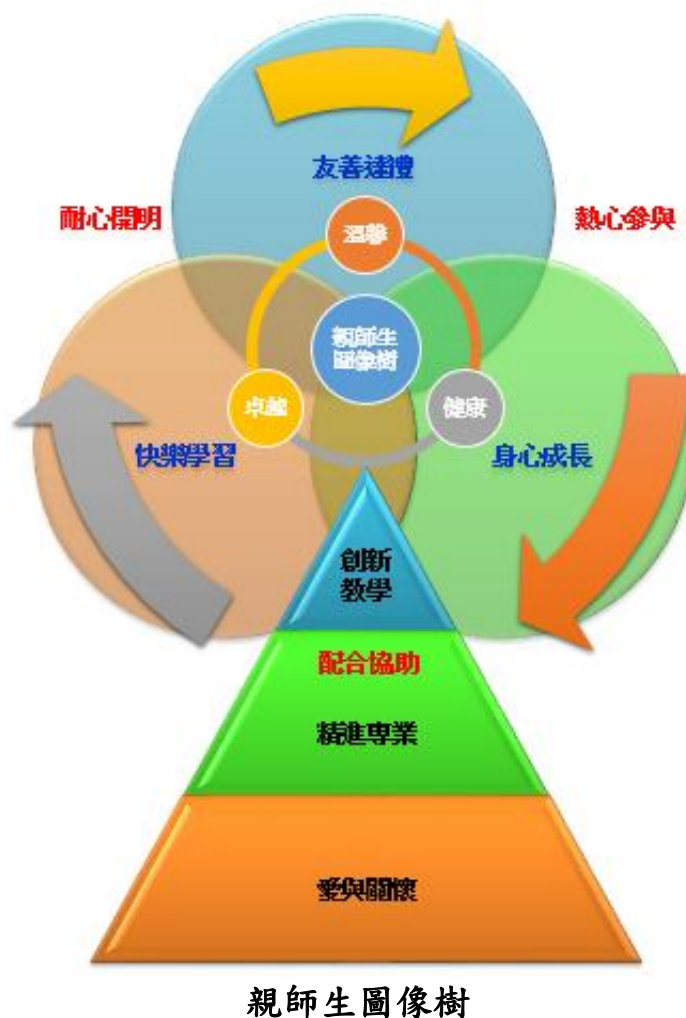 友善達禮
耐心開明
熱心參與
溫馨
親師生
圖像樹
卓越
健康
快樂學習
身心成長
創新
教學
配合協助
精進專業
愛與關懷
親師生圖像樹